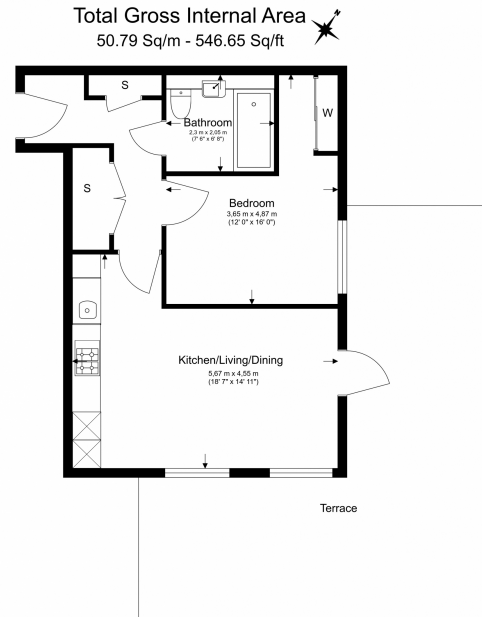 Total Gross Internal Area
50.79 Sq/m - 546.65 Sq/ft
N
S
W
Bathroom
2,3 m x 2,05 m
(7' 6" x 6' 8")
S
Bedroom
3,65 m x 4,87 m
(12' 0" x 16' 0")
Kitchen/Living/Dining
5,67 m x 4,55 m
(18' 7" x 14' 11")
Terrace